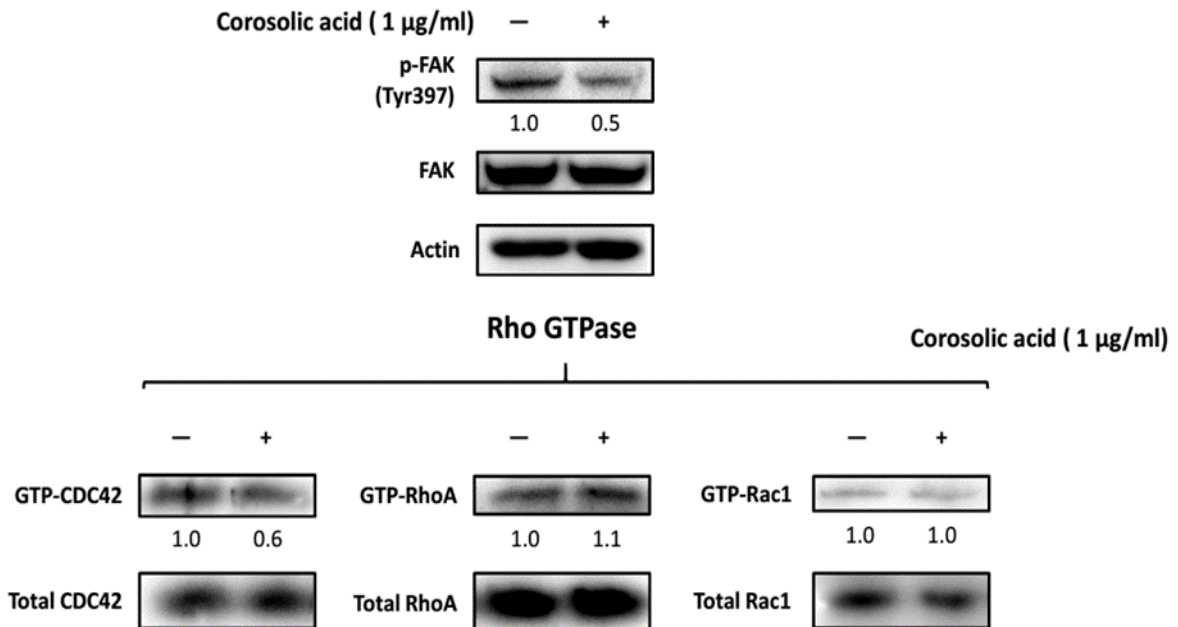 Corosolic acid ( 1 µg/ml) — +
p-FAK
(Tyr397)
1.0 0.5
FAK
Actin
Rho GTPase
Corosolic acid ( 1 µg/ml)
— + — + — +
GTP-CDC42 GTP-RhoA GTP-Rac1
1.0 0.6 1.0 1.1 1.0 1.0
Total CDC42 Total RhoA Total Rac1